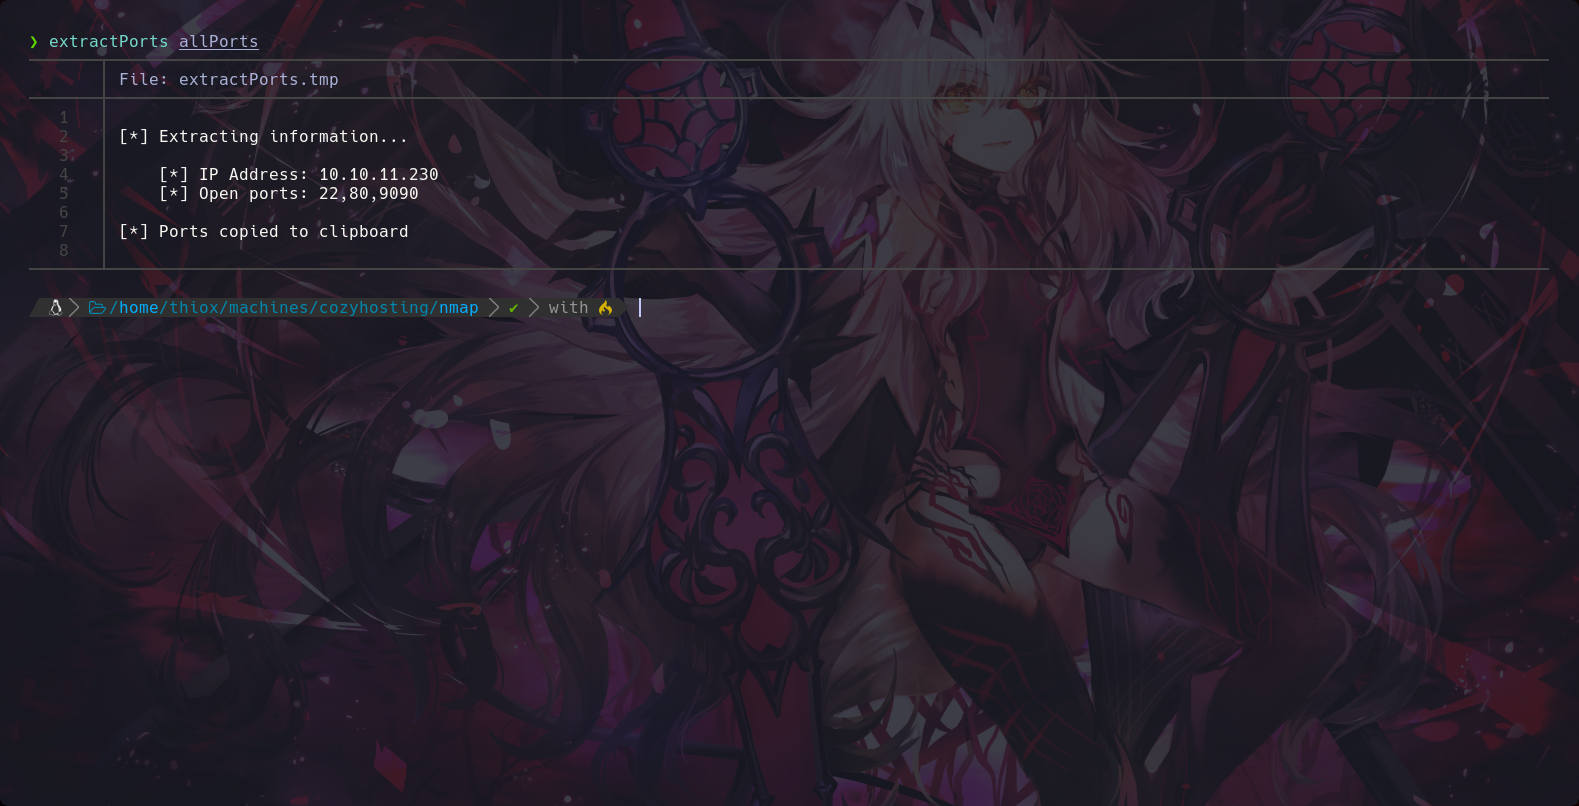 ❯ extractPorts allPorts
File: extractPorts.tmp
1
2 [*] Extracting information...
3
4 [*] IP Address: 10.10.11.230
5 [*] Open ports: 22,80,9090
6
7 [*] Ports copied to clipboard
8
/home/thiox/machines/cozyhosting/nmap ✔ with